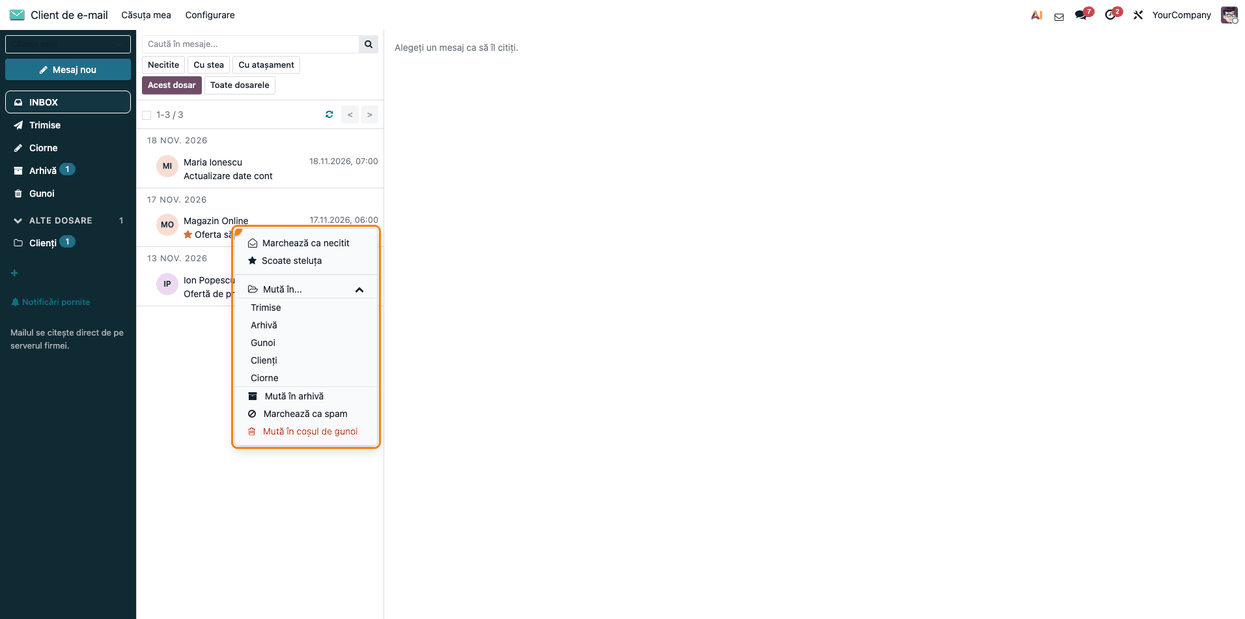 Client de e-mail
Căsuța mea
Configurare
AI
7
2
YourCompany
Mesaj nou
INBOX
Trimise
Ciorne
Arhivă 1
Gunoi
ALTE DOSARE 1
Clienți 1
+
Notificări pornite
Mailul se citește direct de pe
serverul firmei.
Caută în mesaje...
Necitite
Cu stea
Cu atașament
Acest dosar
Toate dosarele
1-3 / 3
<
>
18 NOV. 2026
MI
Maria Ionescu
18.11.2026, 07:00
Actualizare date cont
17 NOV. 2026
MO
Magazin Online
17.11.2026, 06:00
Oferta să
13 NOV. 2026
IP
Ion Popescu
Ofertă de pr
Marchează ca necitit
Scoate steluța
Mută în...
Trimise
Arhivă
Gunoi
Clienți
Ciorne
Mută în arhivă
Marchează ca spam
Mută în coșul de gunoi
Alegeți un mesaj ca să îl citiți.